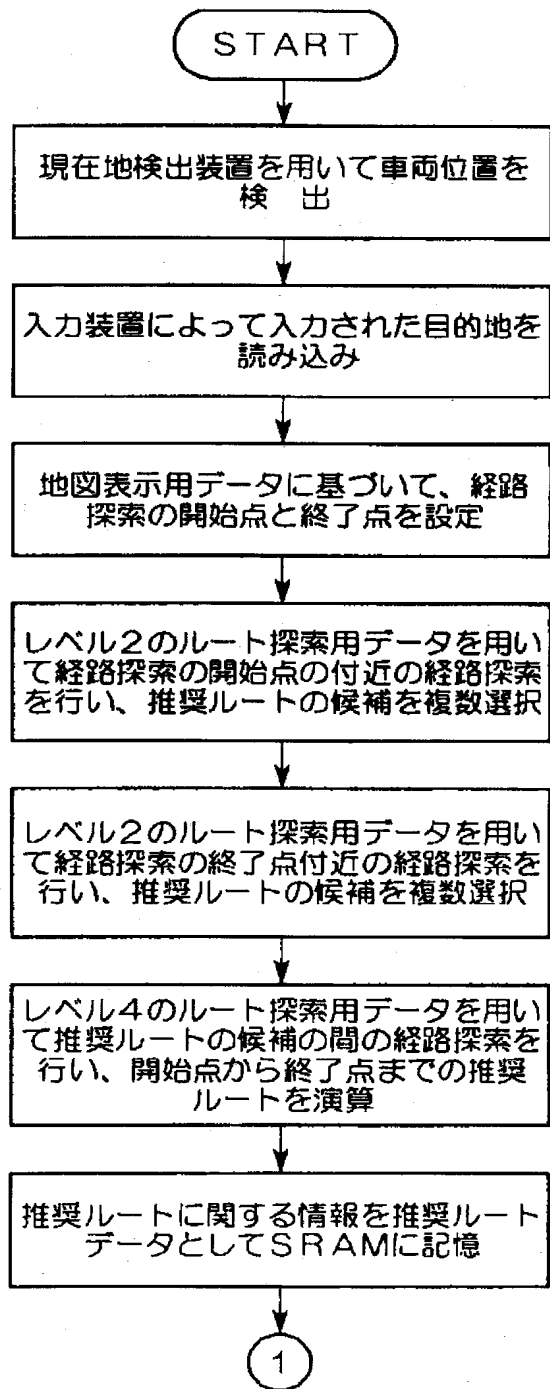 START
現在地検出装置を用いて車両位置を
検　出
入力装置によって入力された目的地を
読み込み
地図表示用データに基づいて、経路
探索の開始点と終了点を設定
レベル2のルート探索用データを用い
て経路探索の開始点の付近の経路探索
を行い、推奨ルートの候補を複数選択
レベル2のルート探索用データを用い
て経路探索の終了点付近の経路探索を
行い、推奨ルートの候補を複数選択
レベル4のルート探索用データを用い
て推奨ルートの候補の間の経路探索を
行い、開始点から終了点までの推奨
ルートを演算
推奨ルートに関する情報を推奨ルート
データとしてSRAMに記憶
1